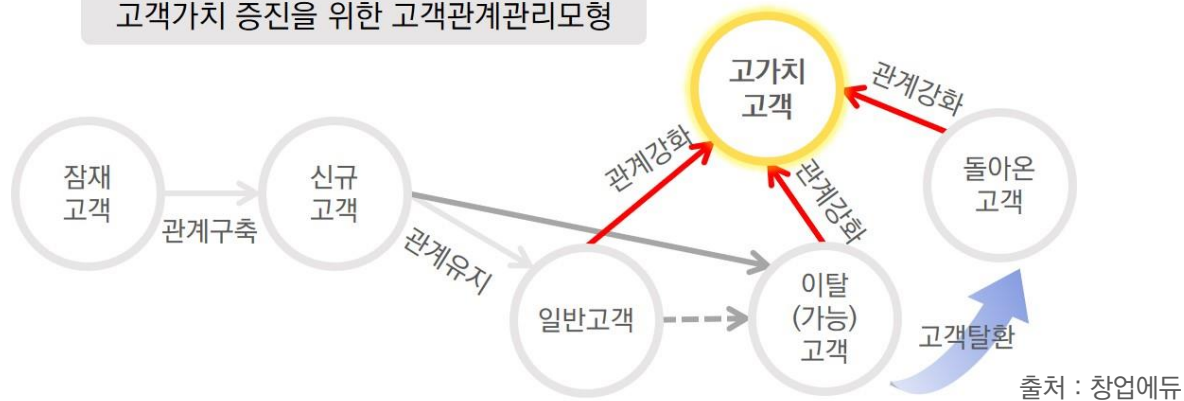 고객가치 증진을 위한 고객관계관리모형
고가치
고객
관계강화
잠재
고객
신규
고객
관계강화
관계강화
돌아온
고객
관계구축
관계유지
일반고객
이탈
(가능)
고객
고객탈환
출처 : 창업에듀